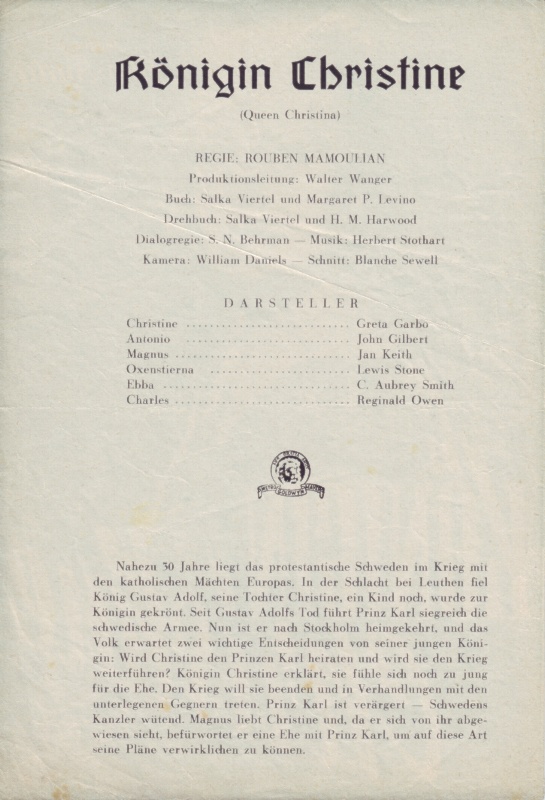 Königin Christine
(Queen Christina)
REGIE: ROUBEN MAMOULIAN
Produktionsleitung: Walter Wanger
Buch: Salka Viertel und Margaret P. Levino
Drehbuch: Salka Viertel und H. M. Harwood
Dialogregie: S. N. Behrman — Musik: Herbert Stothart
Kamera: William Daniels — Schnitt: Blanche Sewell
DARSTELLER
Christine ........................... Greta Garbo
Antonio ........................... John Gilbert
Magnus ............................. Jan Keith
Oxenstierna ....................... Lewis Stone
Ebba ............................... C. Aubrey Smith
Charles ............................. Reginald Owen
ARS GRATIA ARTIS
METRO GOLDWYN MAYER
Nahezu 30 Jahre liegt das protestantische Schweden im Krieg mit
den katholischen Mächten Europas. In der Schlacht bei Leuthen fiel
König Gustav Adolf, seine Tochter Christine, ein Kind noch, wurde zur
Königin gekrönt. Seit Gustav Adolfs Tod führt Prinz Karl siegreich die
schwedische Armee. Nun ist er nach Stockholm heimgekehrt, und das
Volk erwartet zwei wichtige Entscheidungen von seiner jungen Köni-
gin: Wird Christine den Prinzen Karl heiraten und wird sie den Krieg
weiterführen? Königin Christine erklärt, sie fühle sich noch zu jung
für die Ehe. Den Krieg will sie beenden und in Verhandlungen mit den
unterlegenen Gegnern treten. Prinz Karl ist verärgert — Schwedens
Kanzler wütend. Magnus liebt Christine und, da er sich von ihr abge-
wiesen sieht, befürwortet er eine Ehe mit Prinz Karl, um auf diese Art
seine Pläne verwirklichen zu können.